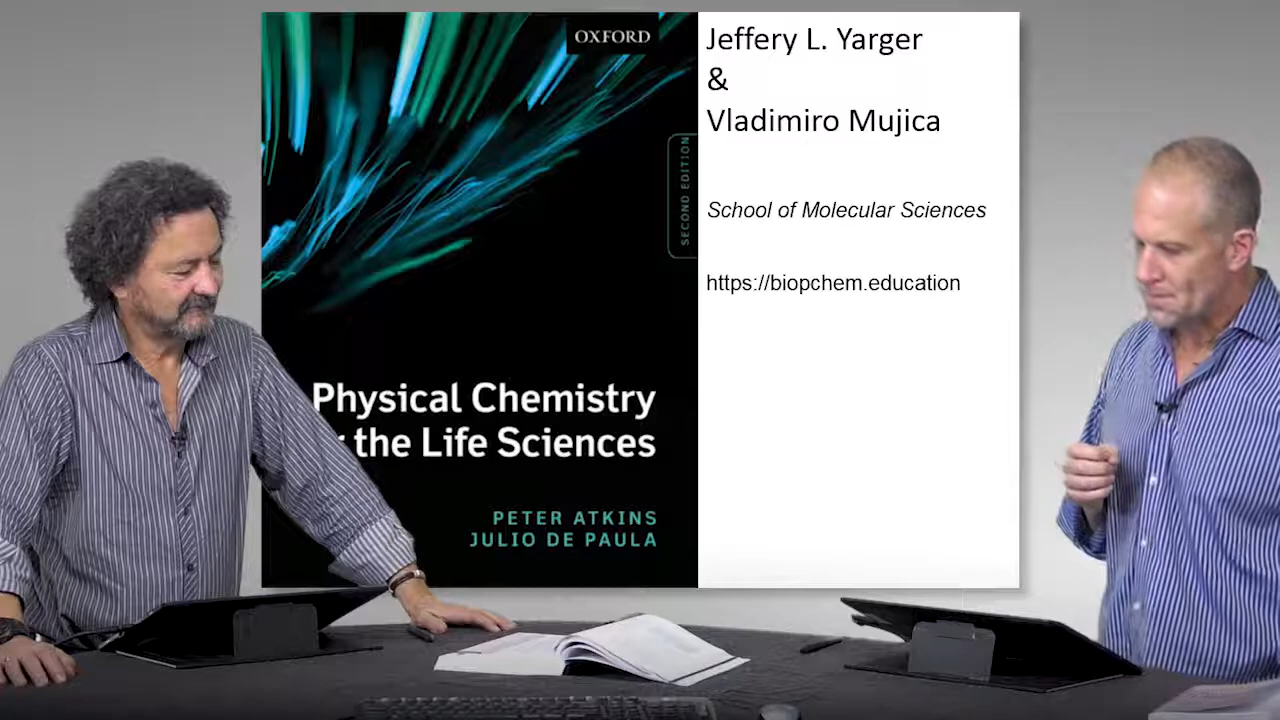 OXFORD
SECOND EDITION
Physical Chemistry
the Life Sciences
PETER ATKINS
JULIO DE PAULA
Jeffery L. Yarger
&
Vladimiro Mujica
School of Molecular Sciences
https://biopchem.education